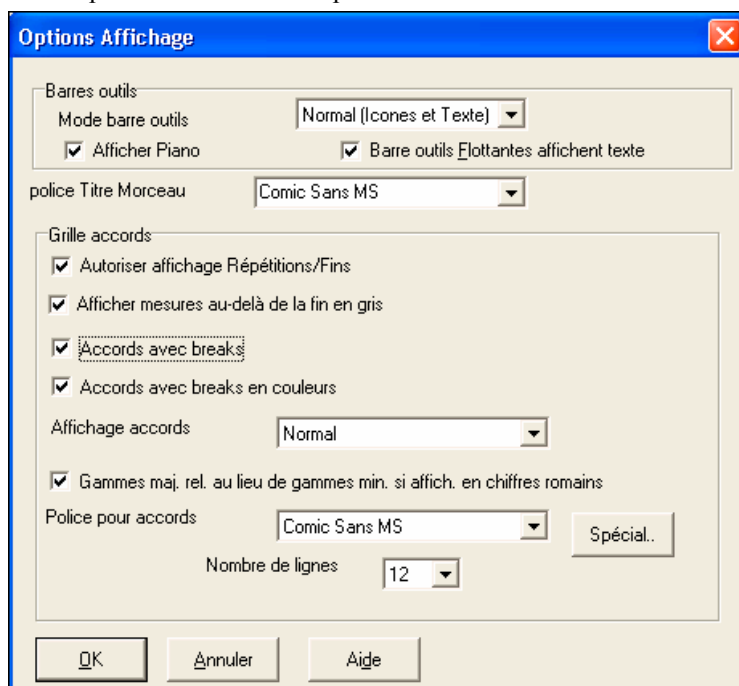 Options Affichage
Barres outils
Mode barre outils Normal (Icones et Texte)
Afficher Piano Barre outils Flottantes affichent texte
police Titre Morceau Comic Sans MS
Grille accords
Autoriser affichage Répétitions/Fins
Afficher mesures au-delà de la fin en gris
Accords avec breaks
Accords avec breaks en couleurs
Affichage accords Normal
Gammes maj. rel. au lieu de gammes min. si affich. en chiffres romains
Police pour accords Comic Sans MS Spécial..
Nombre de lignes 12
OK Annuler Aide